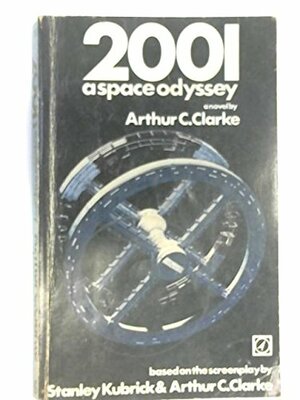 2001
a space odyssey
a novel by
Arthur C. Clarke
based on the screenplay by
Stanley Kubrick & Arthur C. Clarke